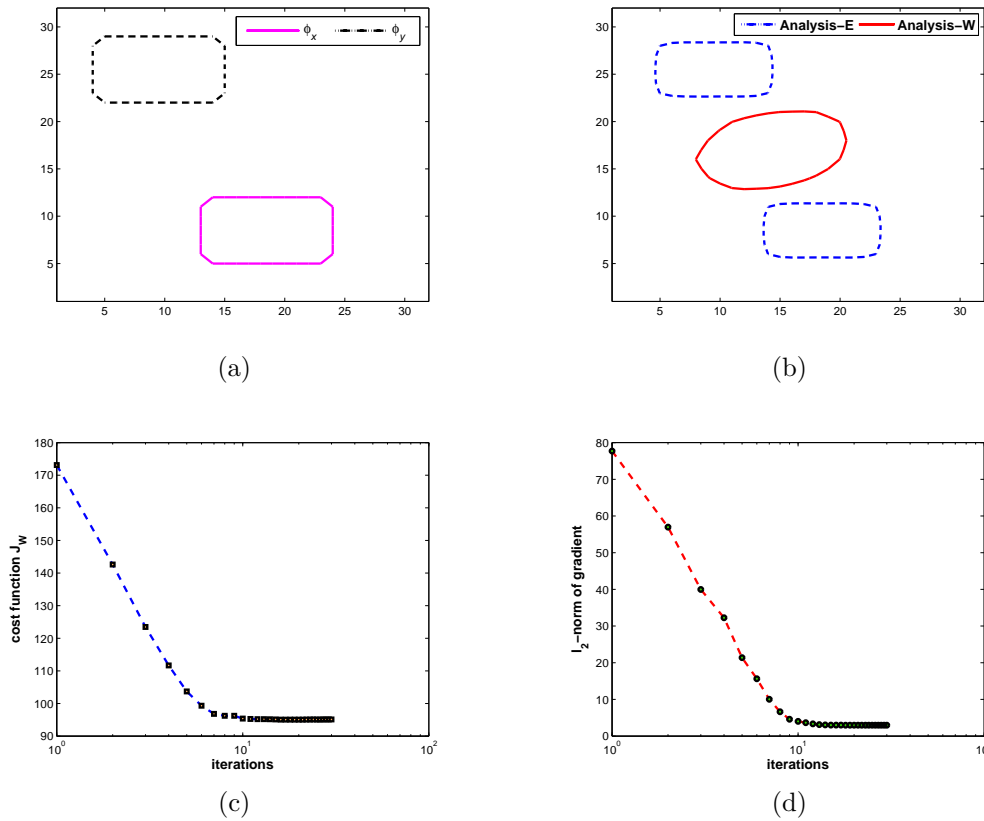 ϕx ϕy
30
25
20
15
10
5
5 10 15 20 25 30
(a)
Analysis−E Analysis−W
30
25
20
15
10
5
5 10 15 20 25 30
(b)
180
170
160
150
140
130
120
110
100
90
cost function JW
10^0 10^1 10^2
iterations
(c)
80
70
60
50
40
30
20
10
0
l2−norm of gradient
10^0 10^1
iterations
(d)